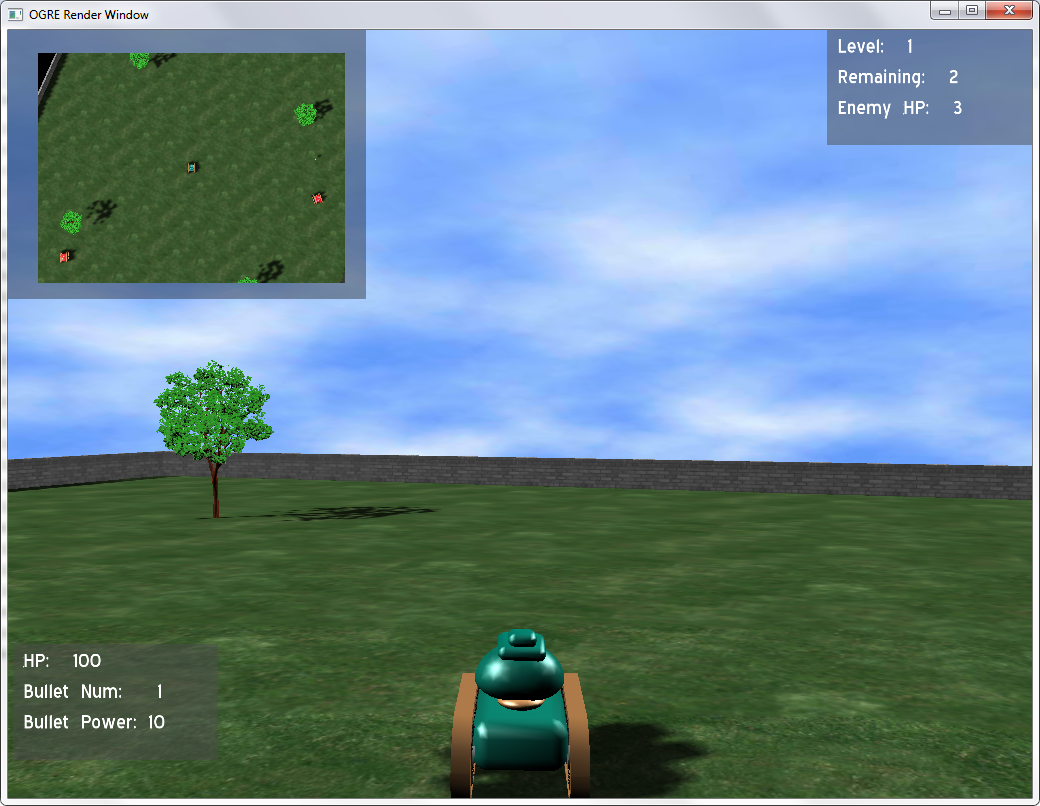 OGRE Render Window
Level: 1
Remaining: 2
Enemy HP: 3
HP: 100
Bullet Num: 1
Bullet Power: 10